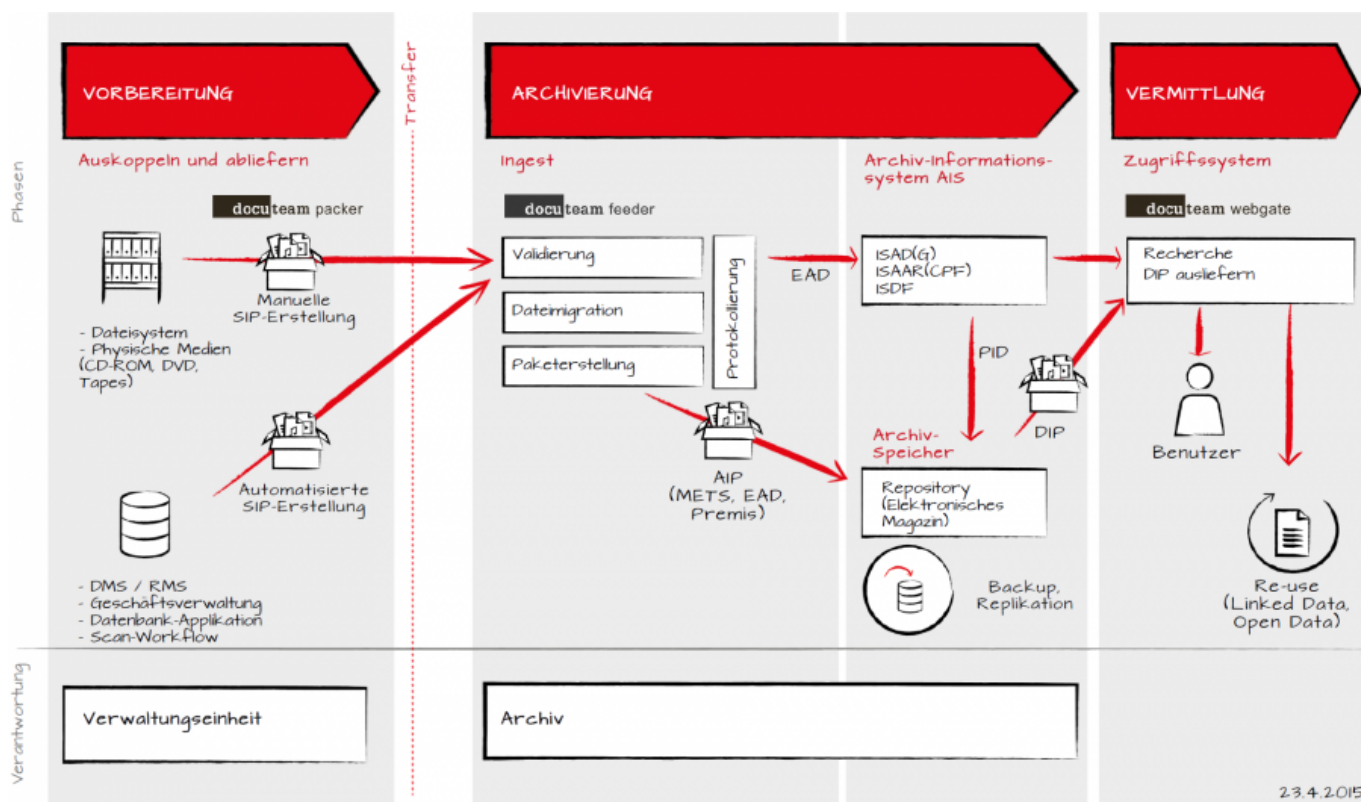 Phasen
VORBEREITUNG
Auskoppeln und abliefern
docuteam packer
Manuelle
SIP-Erstellung
- Dateisystem
- Physische Medien
(CD-ROM, DVD,
Tapes)
Automatisierte
SIP-Erstellung
- DMS / RMS
- Geschäftsverwaltung
- Datenbank-Applikation
- Scan-Workflow
Transfer
ARCHIVIERUNG
Ingest
docuteam feeder
Validierung
Dateimigration
Paketerstellung
Protokollierung
EAD
AIP
(METS, EAD,
Premis)
Archiv-Informations-
system AIS
ISAD(G)
ISAAR(CPF)
ISDF
PID
DIP
Archiv-
Speicher
Repository
(Elektronisches
Magazin)
Backup,
Replikation
VERMITTLUNG
Zugriffssystem
docuteam webgate
Recherche
DIP ausliefern
Benutzer
Re-use
(Linked Data,
Open Data)
Verantwortung
Verwaltungseinheit
Archiv
23.4.2015